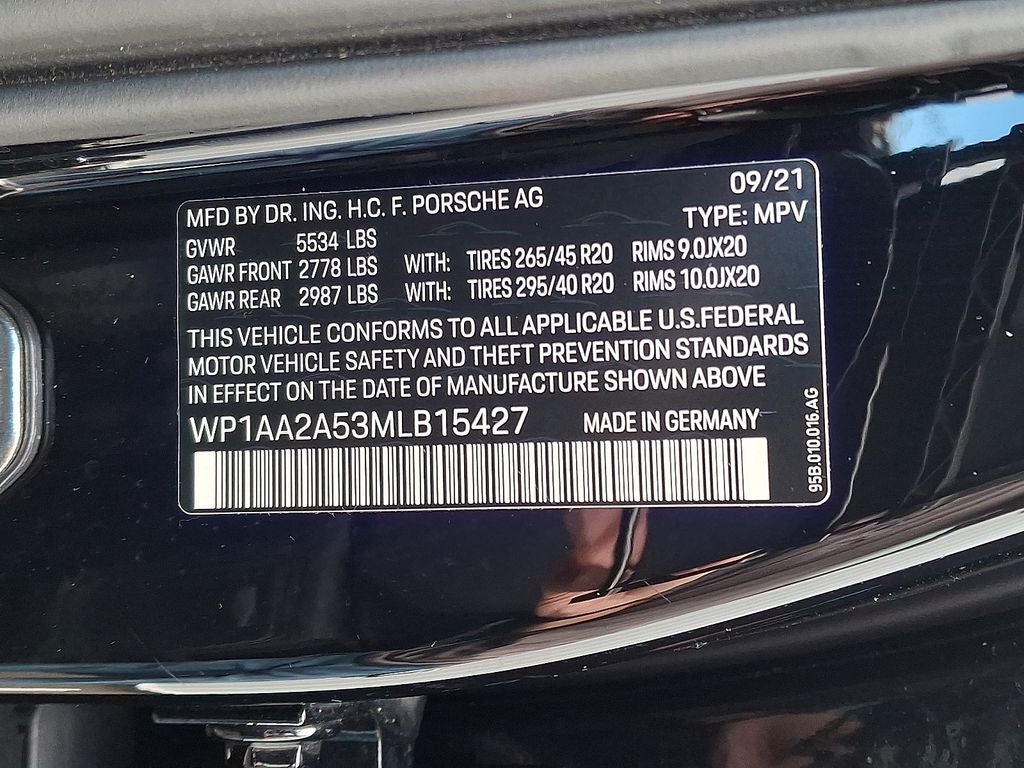 09/21
MFD BY DR. ING. H.C. F. PORSCHE AG
TYPE: MPV
GVWR 5534 LBS
GAWR FRONT 2778 LBS WITH: TIRES 265/45 R20 RIMS 9.0JX20
GAWR REAR 2987 LBS WITH: TIRES 295/40 R20 RIMS 10.0JX20
THIS VEHICLE CONFORMS TO ALL APPLICABLE U.S.FEDERAL
MOTOR VEHICLE SAFETY AND THEFT PREVENTION STANDARDS
IN EFFECT ON THE DATE OF MANUFACTURE SHOWN ABOVE
WP1AA2A53MLB15427 MADE IN GERMANY
95B.010.016.AG